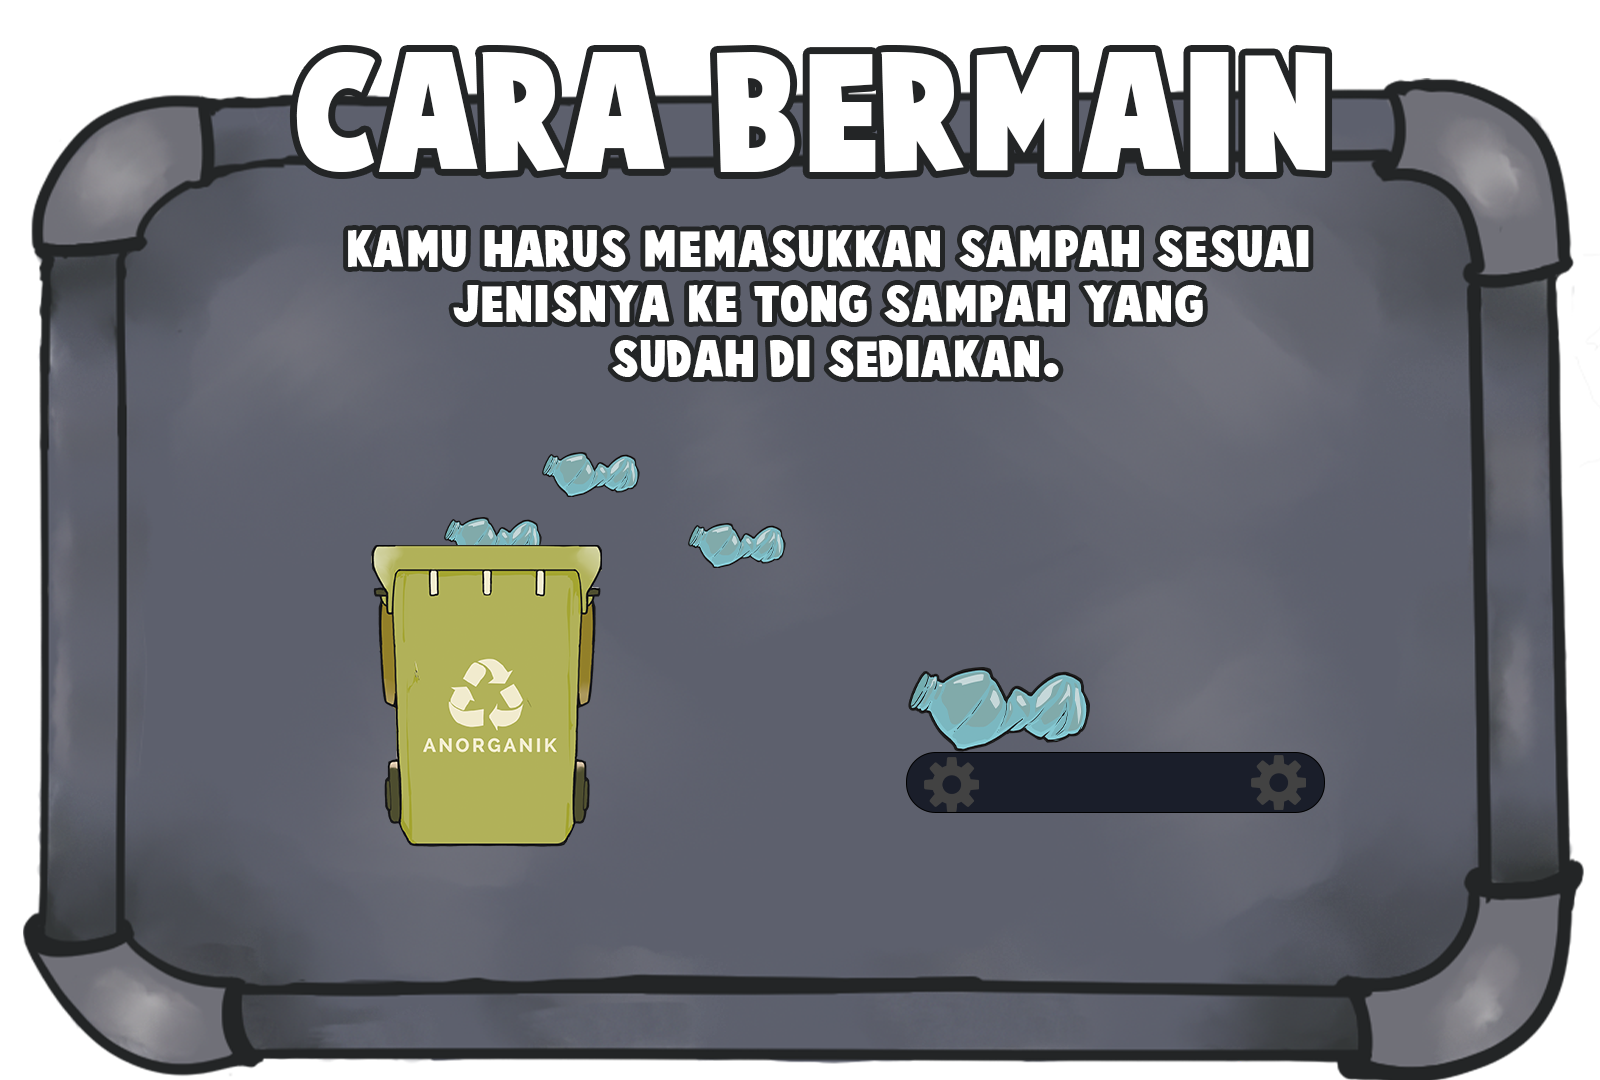 CARA BERMAIN
KAMU HARUS MEMASUKKAN SAMPAH SESUAI
JENISNYA KE TONG SAMPAH YANG
SUDAH DI SEDIAKAN.
ANORGANIK